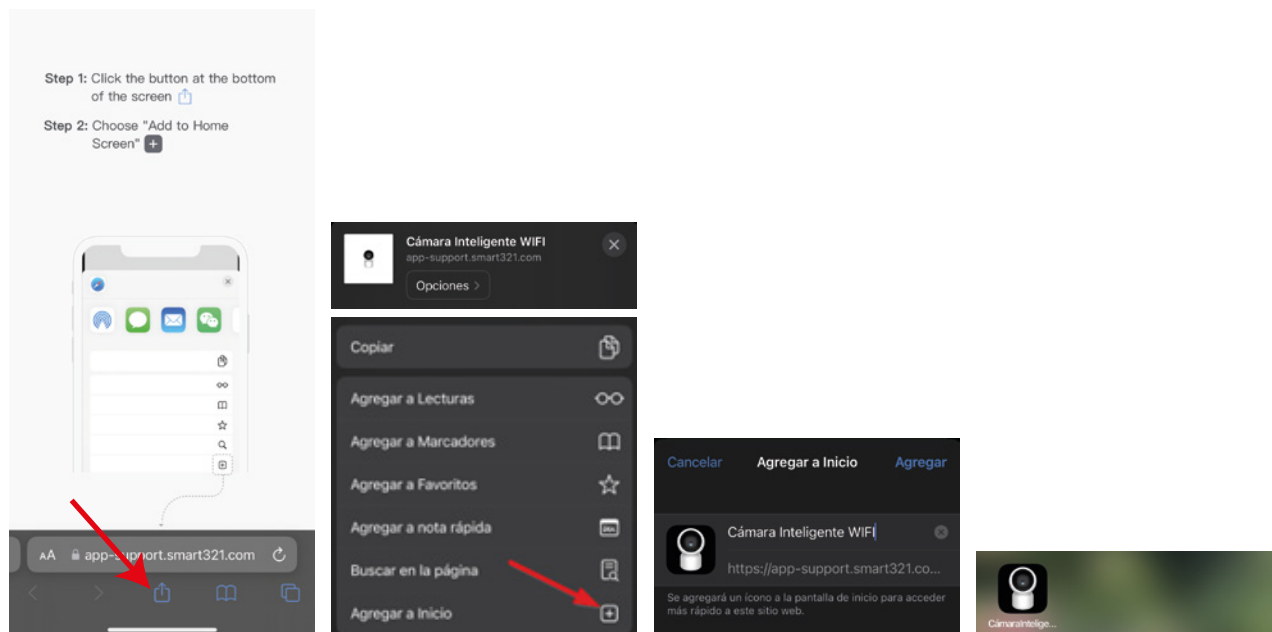 Step 1: Click the button at the bottom
of the screen
Step 2: Choose "Add to Home
Screen"
AA app-support.smart321.com
Cámara Inteligente WIFI
app-support.smart321.com
Opciones >
Copiar
Agregar a Lecturas
Agregar a Marcadores
Agregar a Favoritos
Agregar a nota rápida
Buscar en la página
Agregar a Inicio
Cancelar Agregar a Inicio Agregar
Cámara Inteligente WIFI
https://app-support.smart321.co...
Se agregará un ícono a la pantalla de inicio para acceder
más rápido a este sitio web.
CámaraIntelige...